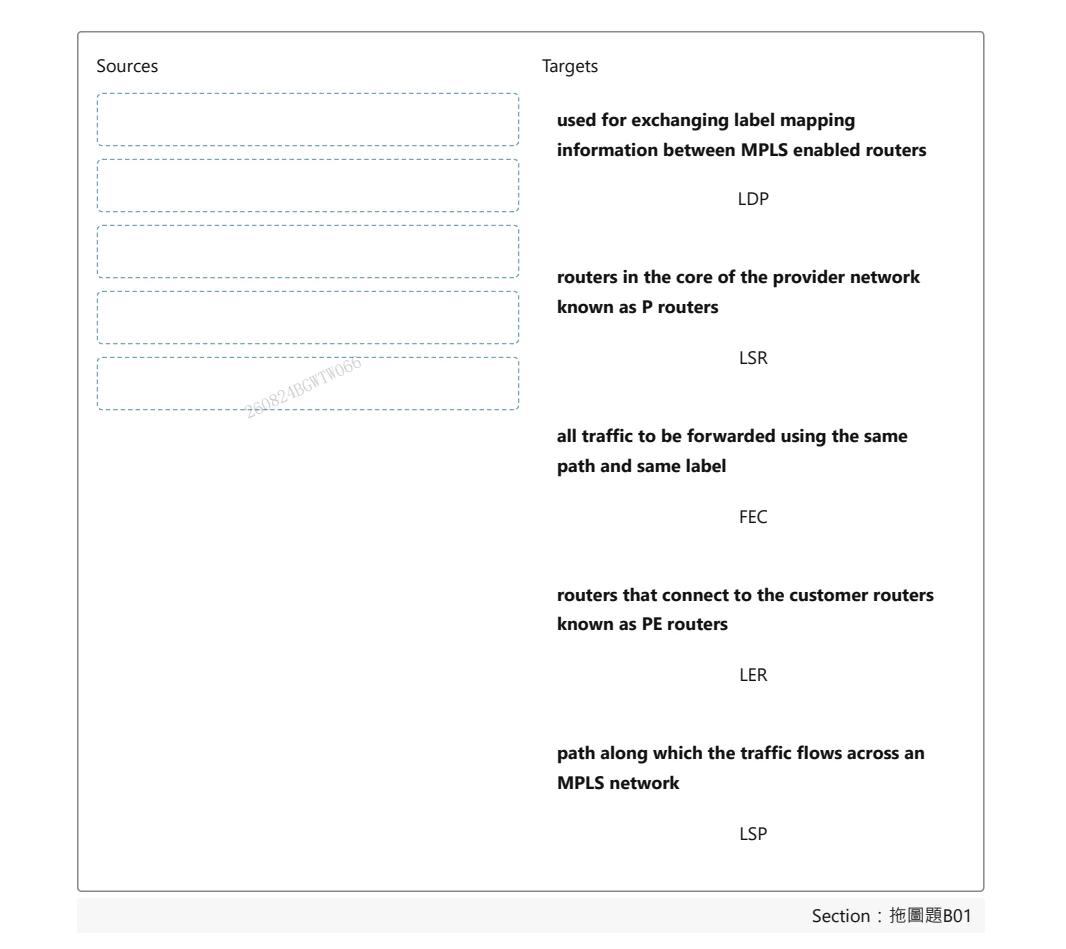 Sources
Targets
used for exchanging label mapping
information between MPLS enabled routers
LDP
routers in the core of the provider network
known as P routers
LSR
all traffic to be forwarded using the same
path and same label
FEC
routers that connect to the customer routers
known as PE routers
LER
path along which the traffic flows across an
MPLS network
LSP
260824BGWTW066
Section：拖圖題B01